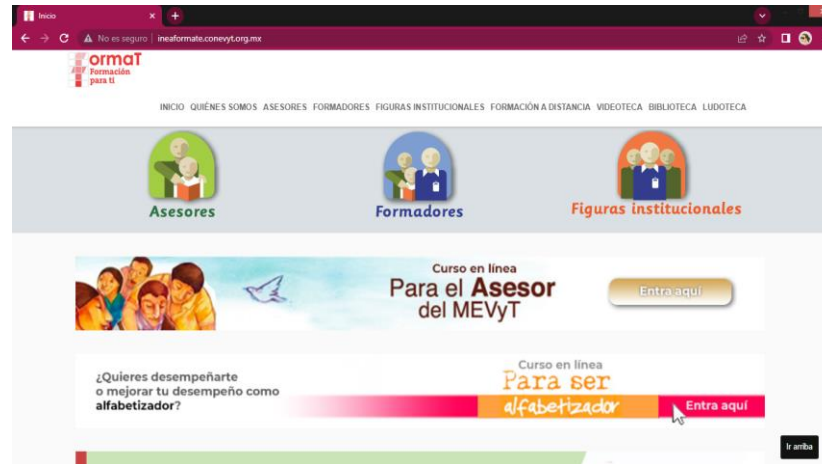 Inicio
No es seguro | ineaformate.conevyt.org.mx
ormaT
Formación
para ti
INICIO QUIÉNES SOMOS ASESORES FORMADORES FIGURAS INSTITUCIONALES FORMACIÓN A DISTANCIA VIDEOTECA BIBLIOTECA LUDOTECA
Asesores Formadores Figuras institucionales
Curso en línea
Para el Asesor
del MEVyT
Entra aquí
¿Quieres desempeñarte
o mejorar tu desempeño como
alfabetizador?
Curso en línea
Para ser
alfabetizador
Entra aquí
Ir arriba